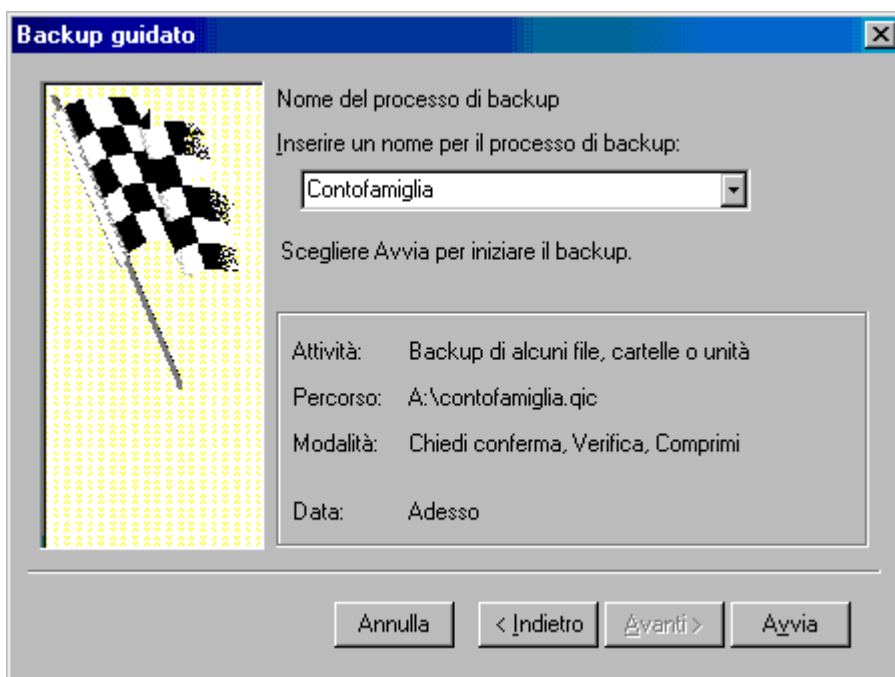 Backup guidato
Nome del processo di backup
Inserire un nome per il processo di backup:
Contofamiglia
Scegliere Avvia per iniziare il backup.
Attività: Backup di alcuni file, cartelle o unità
Percorso: A:\contofamiglia.qic
Modalità: Chiedi conferma, Verifica, Comprimi
Data: Adesso
Annulla < Indietro Avanti > Avvia